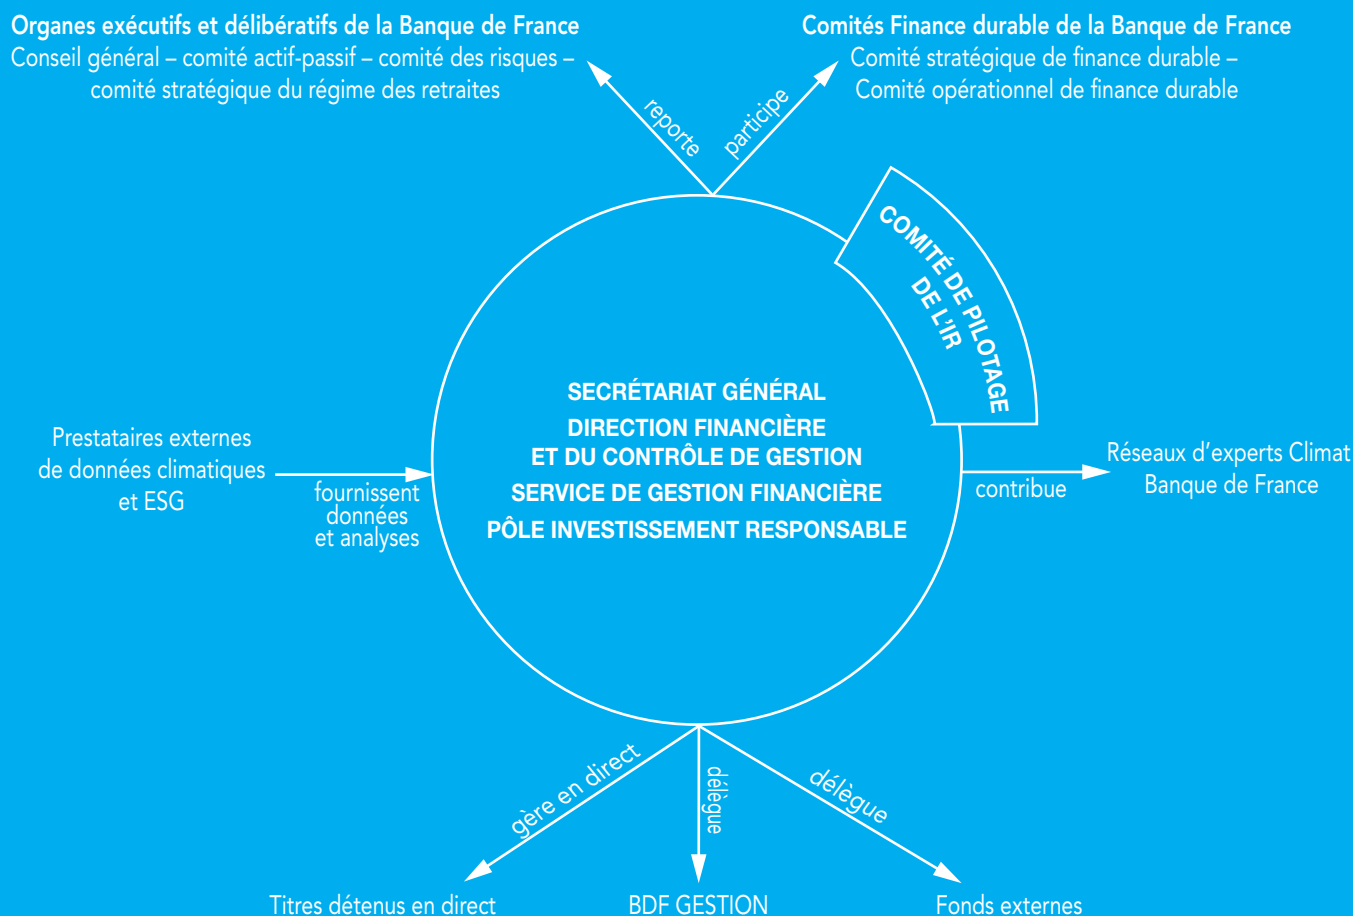 Organes exécutifs et délibératifs de la Banque de France
Conseil général – comité actif-passif – comité des risques –
comité stratégique du régime des retraites
Comités Finance durable de la Banque de France
Comité stratégique de finance durable –
Comité opérationnel de finance durable
reporte
participe
COMITÉ DE PILOTAGE
DE L'IR
SECRÉTARIAT GÉNÉRAL
DIRECTION FINANCIÈRE
ET DU CONTRÔLE DE GESTION
SERVICE DE GESTION FINANCIÈRE
PÔLE INVESTISSEMENT RESPONSABLE
Prestataires externes
de données climatiques
et ESG
fournissent
données
et analyses
contribue
Réseaux d'experts Climat
Banque de France
gère en direct
délègue
délègue
Titres détenus en direct
BDF GESTION
Fonds externes